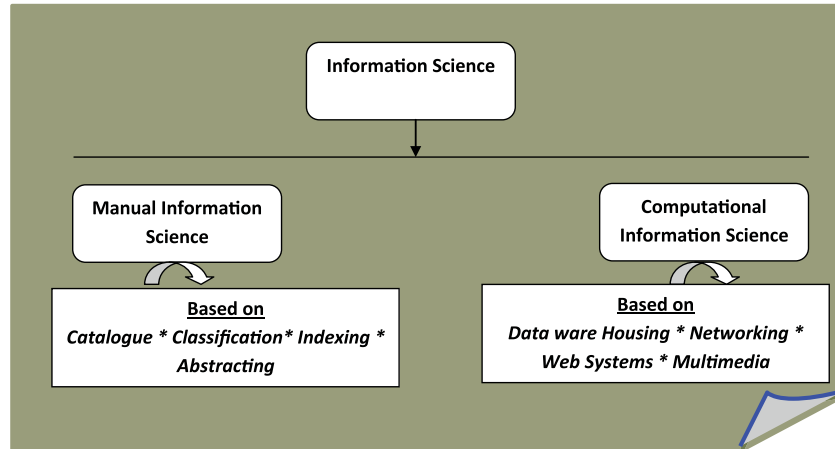 Information Science
Manual Information
Science
Computational
Information Science
Based on
Catalogue * Classification* Indexing *
Abstracting
Based on
Data ware Housing * Networking *
Web Systems * Multimedia